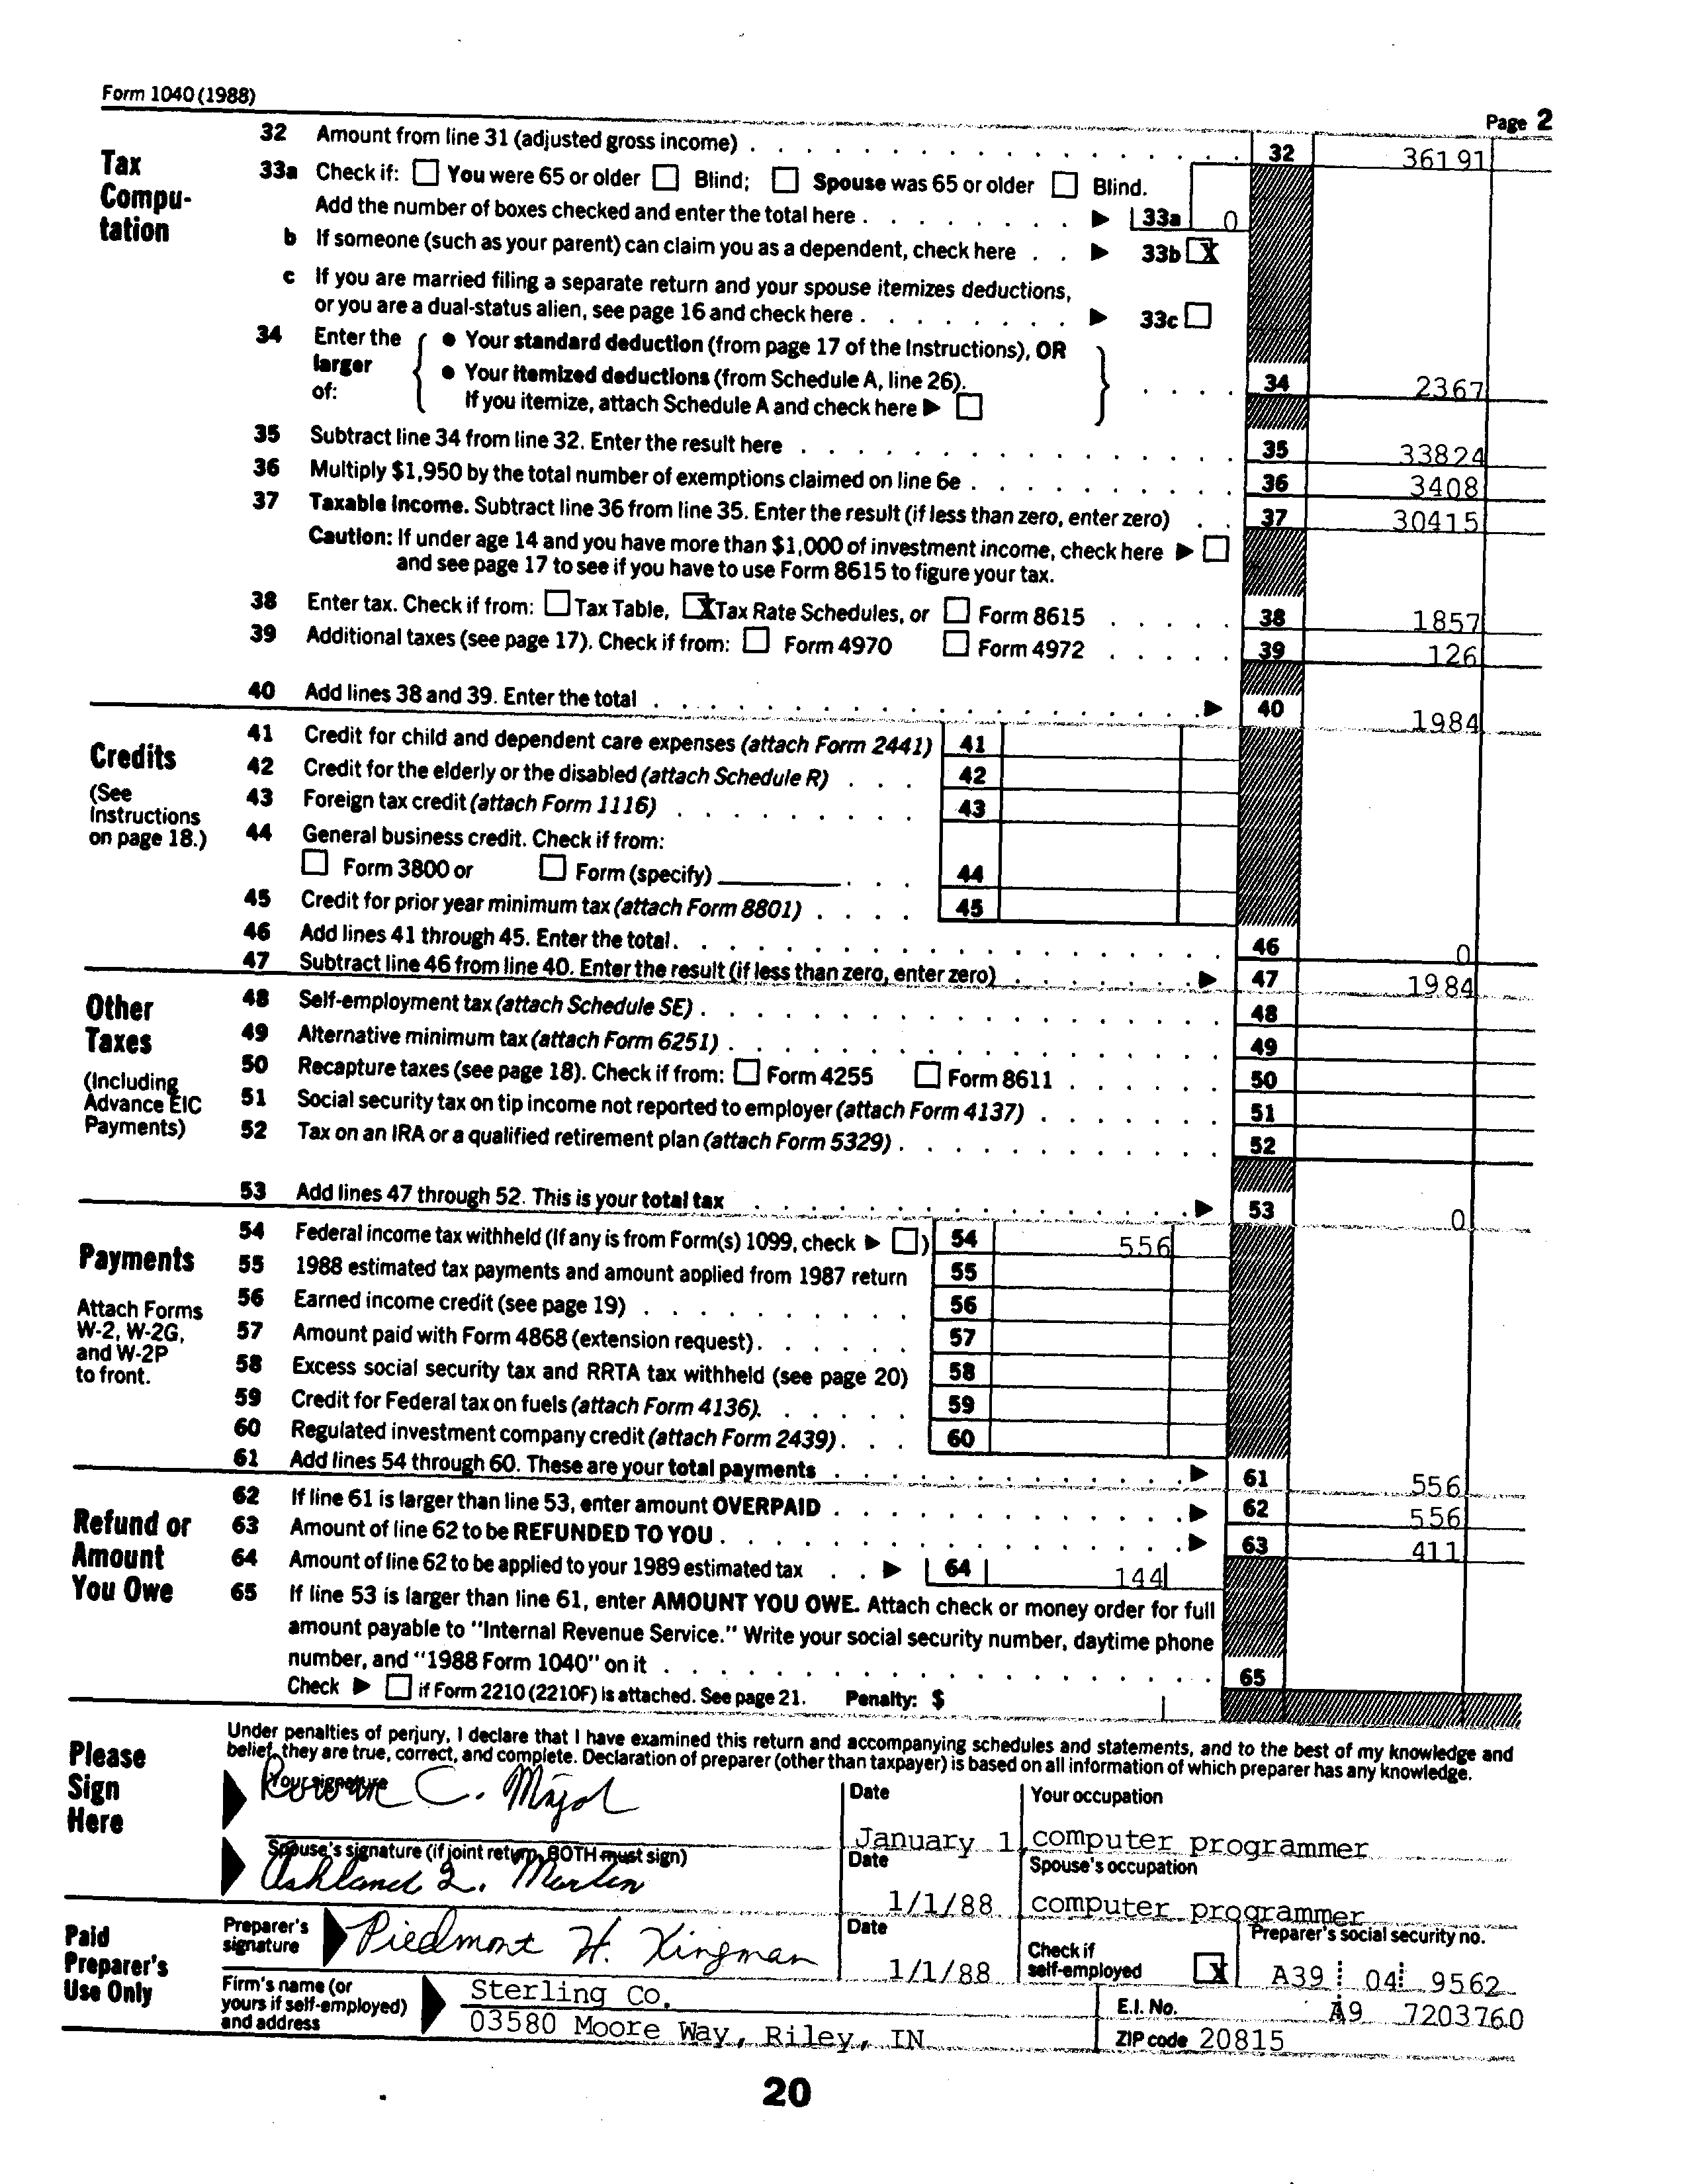 Form 1040 (1988)
Page 2
Tax
Compu-
tation
32 Amount from line 31 (adjusted gross income) . . . . 32 36191
33a Check if: ☐ You were 65 or older ☐ Blind; ☐ Spouse was 65 or older ☐ Blind.
Add the number of boxes checked and enter the total here . . . . ▶ 33a 0
b If someone (such as your parent) can claim you as a dependent, check here . . ▶ 33b ☒
c If you are married filing a separate return and your spouse itemizes deductions,
or you are a dual-status alien, see page 16 and check here . . . . ▶ 33c ☐
34 Enter the larger of:
● Your standard deduction (from page 17 of the Instructions), OR
● Your itemized deductions (from Schedule A, line 26). . . . . 34 2367
If you itemize, attach Schedule A and check here ▶ ☐
35 Subtract line 34 from line 32. Enter the result here . . . . 35 33824
36 Multiply $1,950 by the total number of exemptions claimed on line 6e . . . . 36 3408
37 Taxable Income. Subtract line 36 from line 35. Enter the result (if less than zero, enter zero) . . 37 30415
Caution: If under age 14 and you have more than $1,000 of investment income, check here ▶ ☐
and see page 17 to see if you have to use Form 8615 to figure your tax.
38 Enter tax. Check if from: ☐ Tax Table, ☒ Tax Rate Schedules, or ☐ Form 8615 . . . . . 38 1857
39 Additional taxes (see page 17). Check if from: ☐ Form 4970 ☐ Form 4972 . . . . . 39 126
40 Add lines 38 and 39. Enter the total . . . . ▶ 40 1984
Credits
(See
Instructions
on page 18.)
41 Credit for child and dependent care expenses (attach Form 2441) 41
42 Credit for the elderly or the disabled (attach Schedule R) . . . 42
43 Foreign tax credit (attach Form 1116) . . . . 43
44 General business credit. Check if from:
☐ Form 3800 or ☐ Form (specify) . . . 44
45 Credit for prior year minimum tax (attach Form 8801) . . . . 45
46 Add lines 41 through 45. Enter the total . . . . 46 0
47 Subtract line 46 from line 40. Enter the result (if less than zero, enter zero) . . . . ▶ 47 1984
Other
Taxes
(Including
Advance EIC
Payments)
48 Self-employment tax (attach Schedule SE) . . . . 48
49 Alternative minimum tax (attach Form 6251) . . . . 49
50 Recapture taxes (see page 18). Check if from: ☐ Form 4255 ☐ Form 8611 . . . . 50
51 Social security tax on tip income not reported to employer (attach Form 4137) . . . . 51
52 Tax on an IRA or a qualified retirement plan (attach Form 5329) . . . . 52
53 Add lines 47 through 52. This is your total tax . . . . ▶ 53 0
Payments
Attach Forms
W-2, W-2G,
and W-2P
to front.
54 Federal income tax withheld (If any is from Form(s) 1099, check ▶ ☐) 54 556
55 1988 estimated tax payments and amount applied from 1987 return 55
56 Earned income credit (see page 19) . . . . 56
57 Amount paid with Form 4868 (extension request) . . . . 57
58 Excess social security tax and RRTA tax withheld (see page 20) 58
59 Credit for Federal tax on fuels (attach Form 4136) . . . . 59
60 Regulated investment company credit (attach Form 2439) . . . 60
61 Add lines 54 through 60. These are your total payments . . . . ▶ 61 556
Refund or
Amount
You Owe
62 If line 61 is larger than line 53, enter amount OVERPAID . . . . ▶ 62 556
63 Amount of line 62 to be REFUNDED TO YOU . . . . ▶ 63 411
64 Amount of line 62 to be applied to your 1989 estimated tax . . ▶ 64 144
65 If line 53 is larger than line 61, enter AMOUNT YOU OWE. Attach check or money order for full
amount payable to "Internal Revenue Service." Write your social security number, daytime phone
number, and "1988 Form 1040" on it . . . . 65
Check ▶ ☐ if Form 2210 (2210F) is attached. See page 21. Penalty: $
Please
Sign
Here
Under penalties of perjury, I declare that I have examined this return and accompanying schedules and statements, and to the best of my knowledge and
belief, they are true, correct, and complete. Declaration of preparer (other than taxpayer) is based on all information of which preparer has any knowledge.
Your signature C. Major
Date January 1
Your occupation computer programmer
Spouse's signature (if joint return, BOTH must sign) Ashland L. Merlin
Date 1/1/88
Spouse's occupation computer programmer
Paid
Preparer's
Use Only
Preparer's signature Piedmont H. Kingman
Date 1/1/88
Check if self-employed ☒
Preparer's social security no. A39 04 9562
Firm's name (or yours if self-employed) and address Sterling Co.
03580 Moore Way, Riley, IN
E.I. No. A9 7203760
ZIP code 20815
20